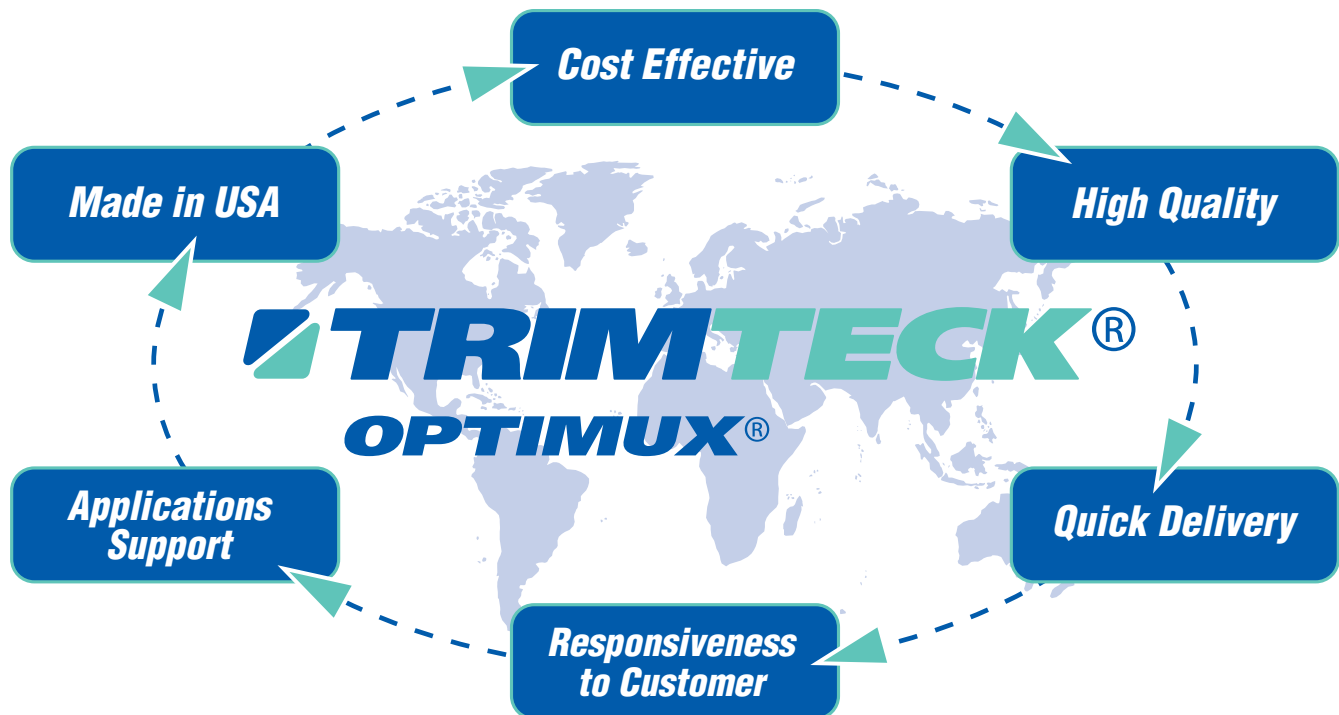 Cost Effective
Made in USA
High Quality
TRIMTECK®
OPTIMUX®
Applications
Support
Quick Delivery
Responsiveness
to Customer